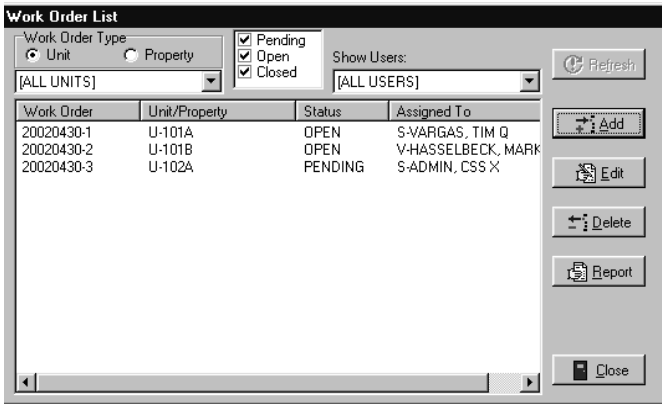 Work Order List
Work Order Type
Unit Property
[ALL UNITS]
Pending
Open
Closed
Show Users:
[ALL USERS]
Refresh
Work Order Unit/Property Status Assigned To
20020430-1 U-101A OPEN S-VARGAS, TIM Q
20020430-2 U-101B OPEN V-HASSELBECK, MARK
20020430-3 U-102A PENDING S-ADMIN, CSS X
Add
Edit
Delete
Report
Close